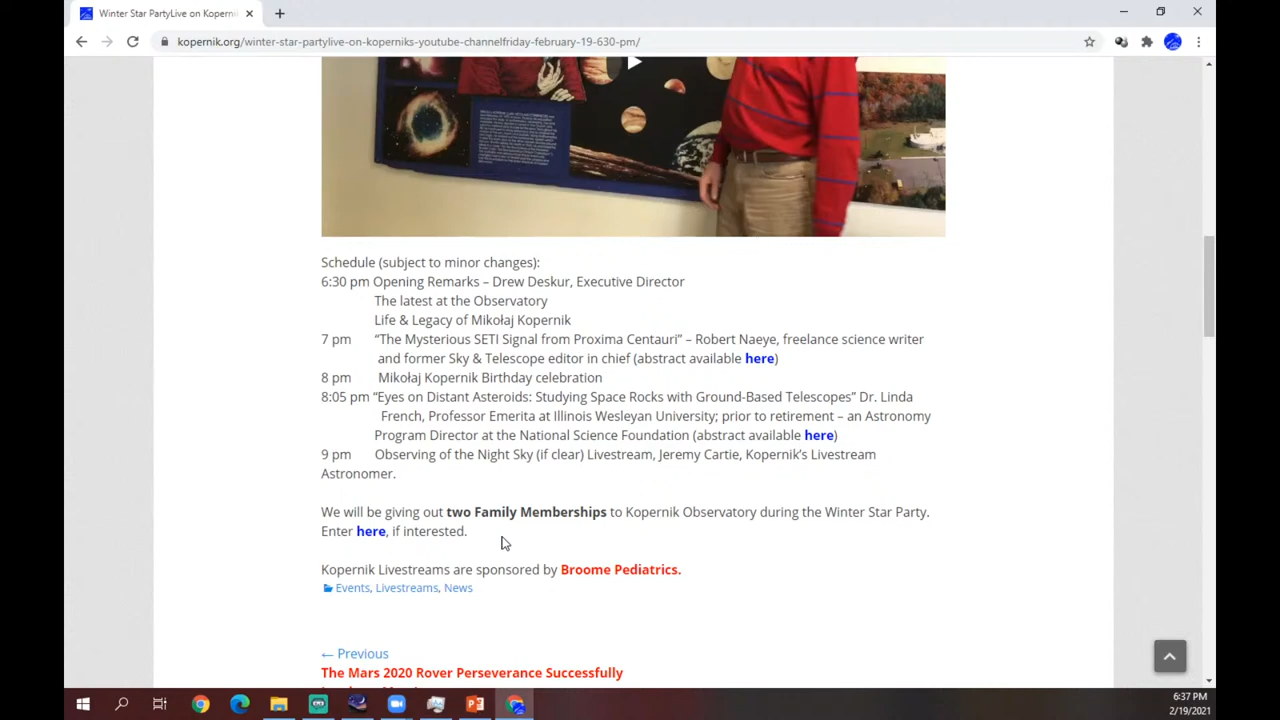 Winter Star PartyLive on Koperni
kopernik.org/winter-star-partylive-on-koperniks-youtube-channelfriday-february-19-630-pm/
Schedule (subject to minor changes):
6:30 pm Opening Remarks – Drew Deskur, Executive Director
The latest at the Observatory
Life & Legacy of Mikołaj Kopernik
7 pm "The Mysterious SETI Signal from Proxima Centauri" – Robert Naeye, freelance science writer
and former Sky & Telescope editor in chief (abstract available here)
8 pm Mikołaj Kopernik Birthday celebration
8:05 pm "Eyes on Distant Asteroids: Studying Space Rocks with Ground-Based Telescopes" Dr. Linda
French, Professor Emerita at Illinois Wesleyan University; prior to retirement – an Astronomy
Program Director at the National Science Foundation (abstract available here)
9 pm Observing of the Night Sky (if clear) Livestream, Jeremy Cartie, Kopernik's Livestream
Astronomer.
We will be giving out two Family Memberships to Kopernik Observatory during the Winter Star Party.
Enter here, if interested.
Kopernik Livestreams are sponsored by Broome Pediatrics.
Events, Livestreams, News
← Previous
The Mars 2020 Rover Perseverance Successfully
6:37 PM
2/19/2021